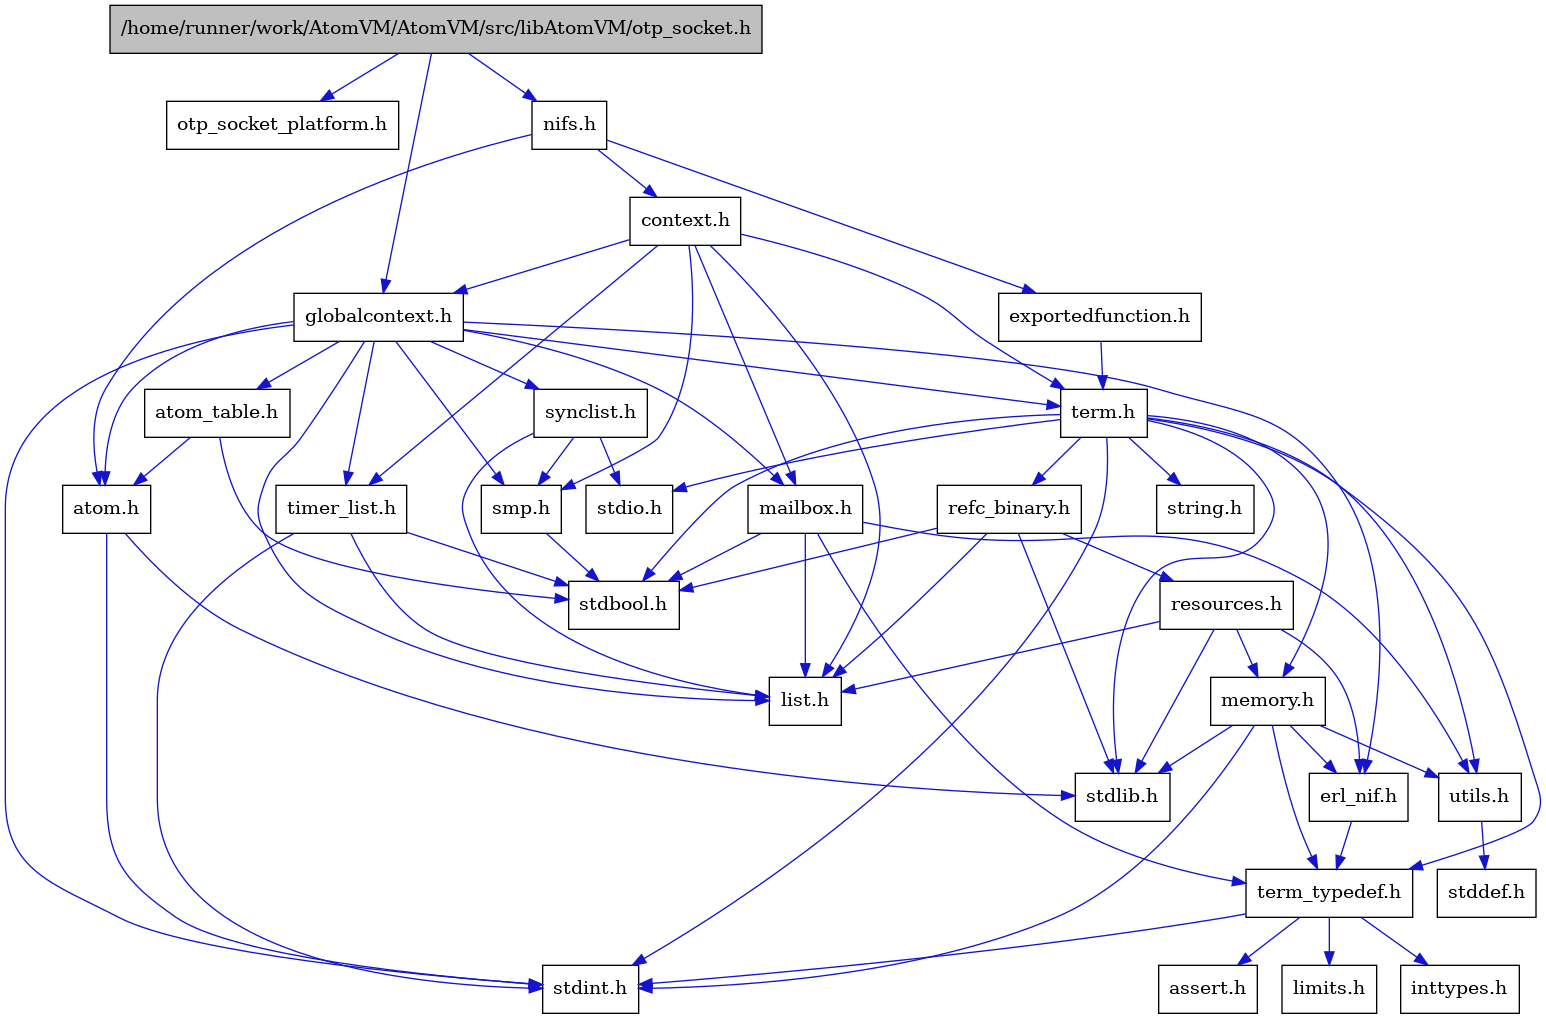 /home/runner/work/AtomVM/AtomVM/src/libAtomVM/otp_socket.h
otp_socket_platform.h
nifs.h
context.h
globalcontext.h
exportedfunction.h
atom_table.h
synclist.h
term.h
atom.h
timer_list.h
smp.h
stdio.h
mailbox.h
refc_binary.h
string.h
stdbool.h
resources.h
list.h
memory.h
stdlib.h
erl_nif.h
utils.h
term_typedef.h
stddef.h
stdint.h
assert.h
limits.h
inttypes.h